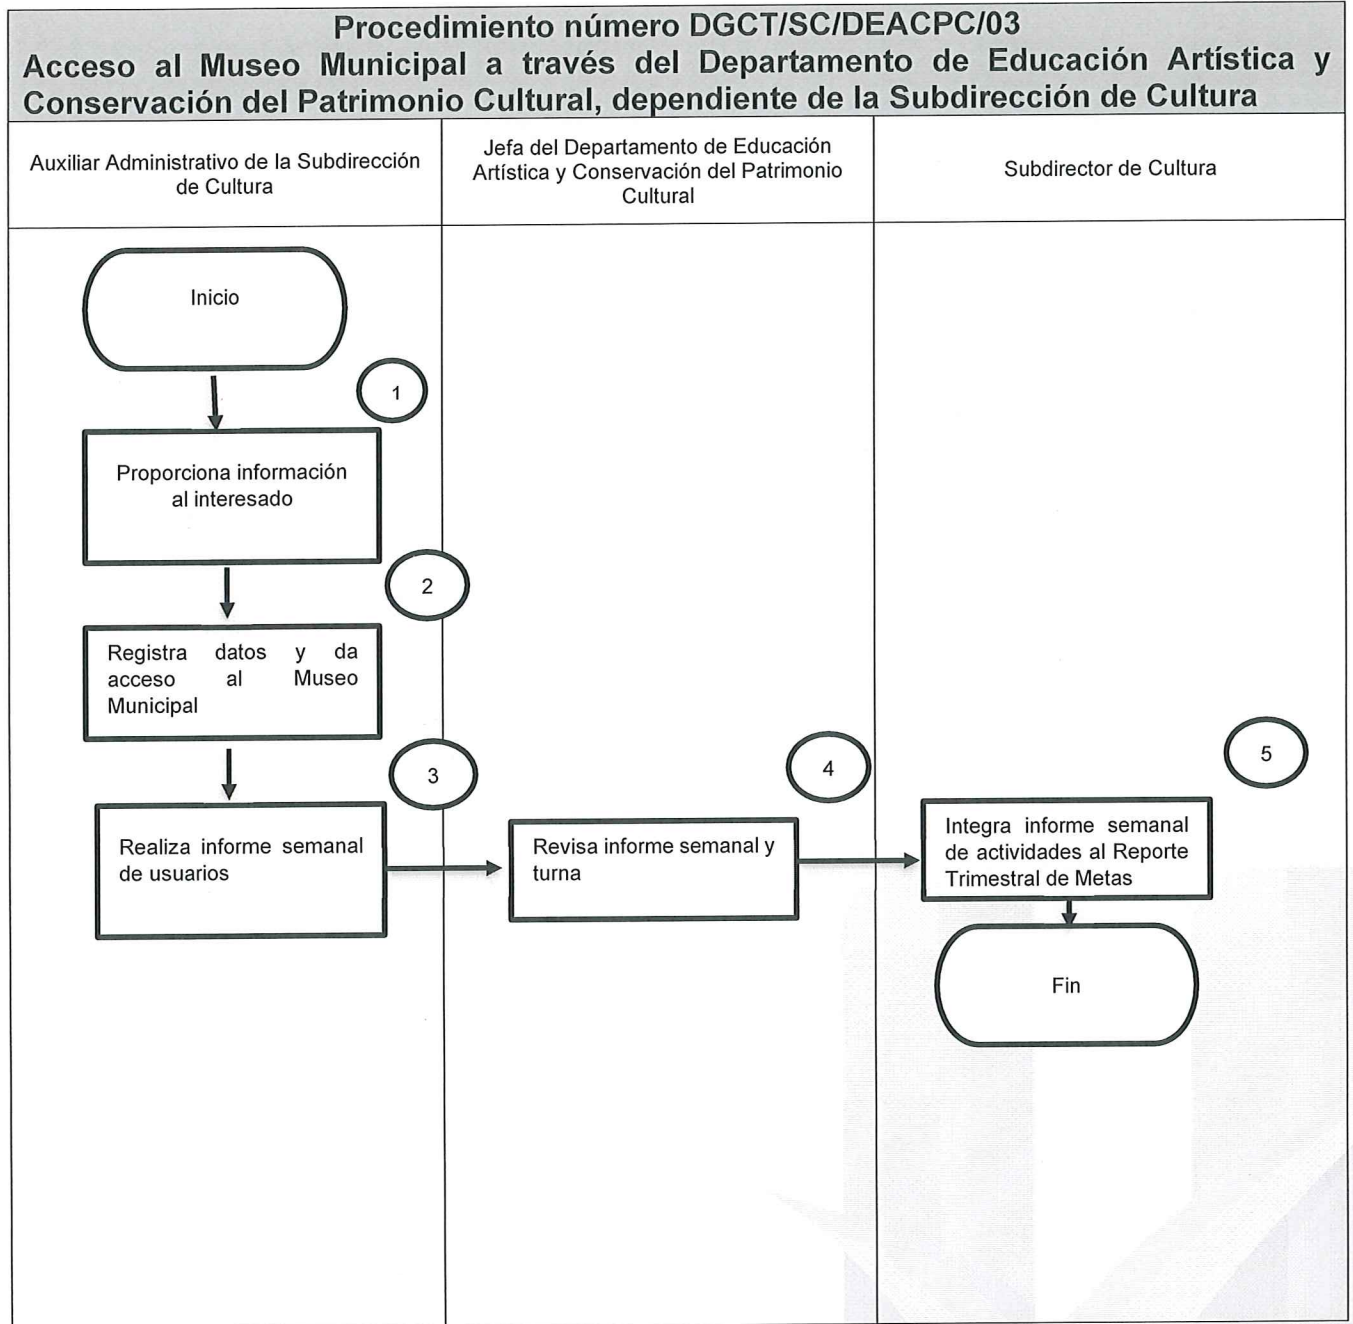 Procedimiento número DGCT/SC/DEACPC/03
Acceso al Museo Municipal a través del Departamento de Educación Artística y
Conservación del Patrimonio Cultural, dependiente de la Subdirección de Cultura
Auxiliar Administrativo de la Subdirección
de Cultura
Jefa del Departamento de Educación
Artística y Conservación del Patrimonio
Cultural
Subdirector de Cultura
Inicio
1
Proporciona información
al interesado
2
Registra datos y da
acceso al Museo
Municipal
3
Realiza informe semanal
de usuarios
4
Revisa informe semanal y
turna
5
Integra informe semanal
de actividades al Reporte
Trimestral de Metas
Fin